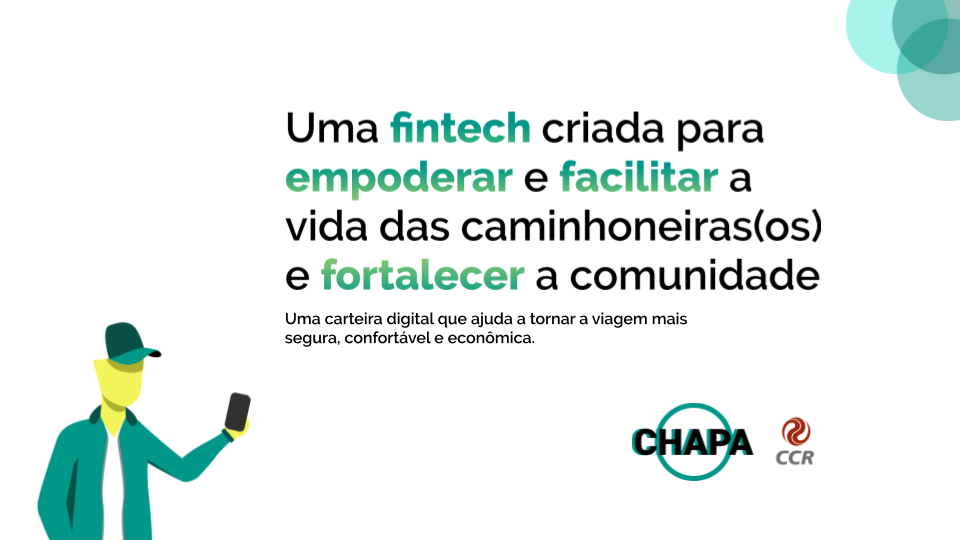 Uma fintech criada para
empoderar e facilitar a
vida das caminhoneiras(os)
e fortalecer a comunidade
Uma carteira digital que ajuda a tornar a viagem mais
segura, confortável e econômica.
CHAPA
CCR